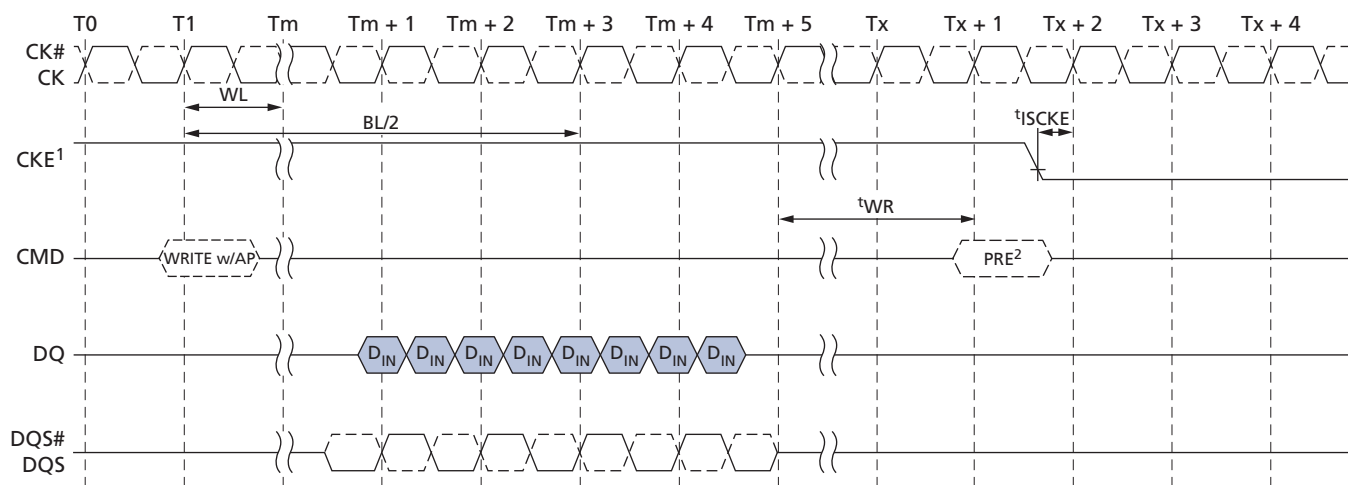 T0 T1 Tm Tm + 1 Tm + 2 Tm + 3 Tm + 4 Tm + 5 Tx Tx + 1 Tx + 2 Tx + 3 Tx + 4
CK#
CK
WL
BL/2
tISCKE
CKE1
tWR
CMD WRITE w/AP PRE2
DQ DIN DIN DIN DIN DIN DIN DIN DIN
DQS#
DQS